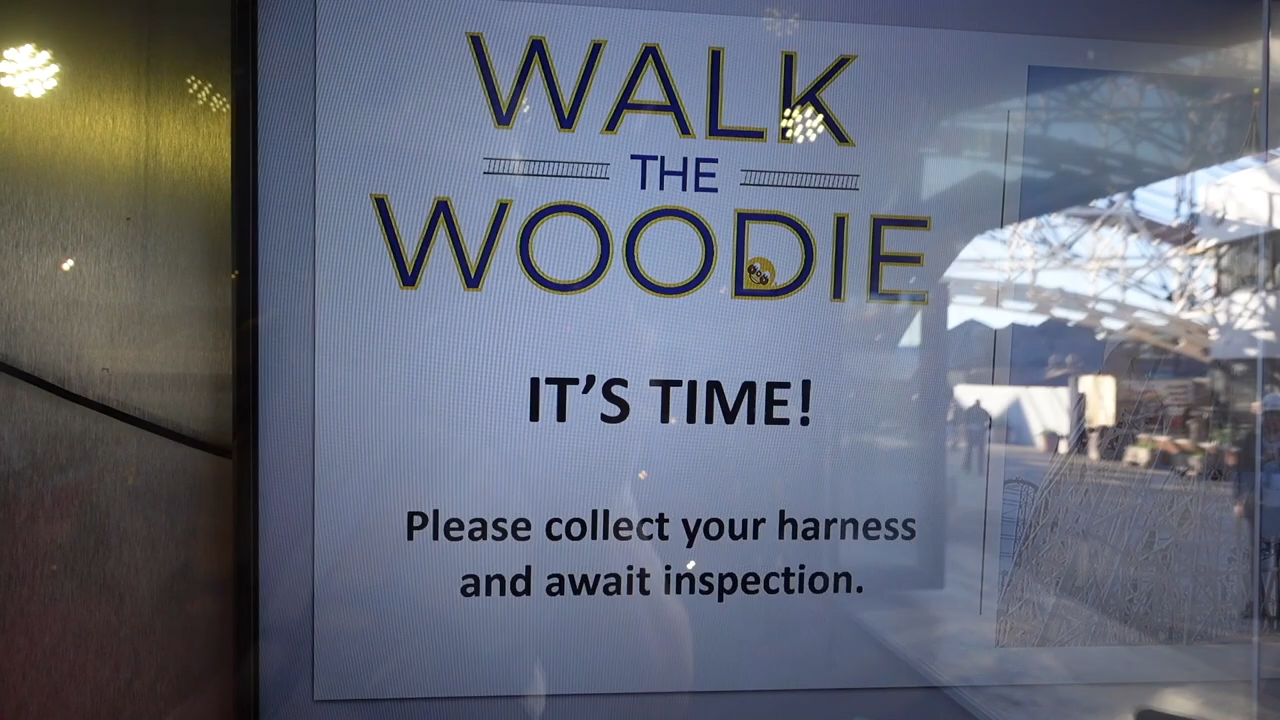 WALK
THE
WOODIE
IT'S TIME!
Please collect your harness
and await inspection.